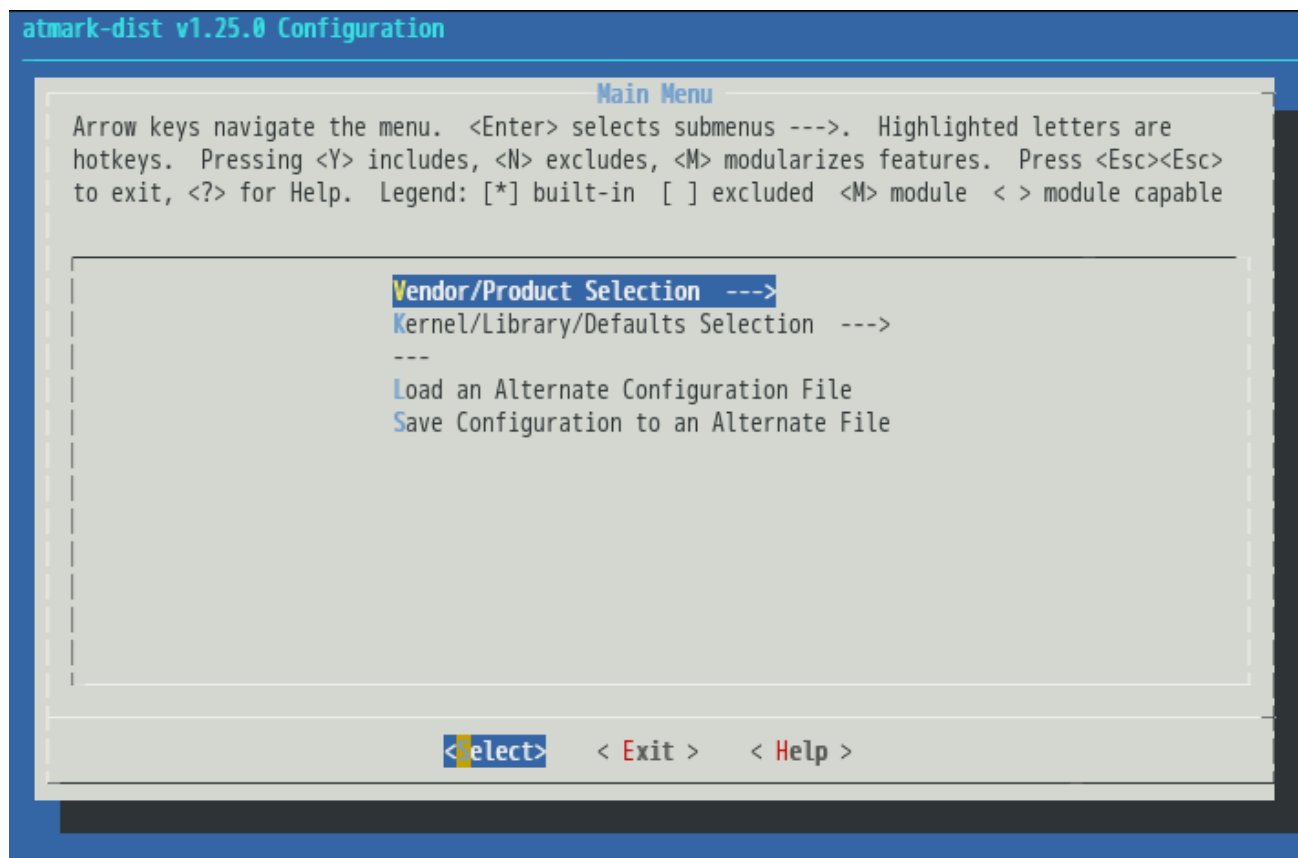 atmark-dist v1.25.0 Configuration
Main Menu
Arrow keys navigate the menu.  <Enter> selects submenus --->.  Highlighted letters are
hotkeys.  Pressing <Y> includes, <N> excludes, <M> modularizes features.  Press <Esc><Esc>
to exit, <?> for Help.  Legend: [*] built-in  [ ] excluded  <M> module  < > module capable
Vendor/Product Selection  --->
Kernel/Library/Defaults Selection  --->
---
Load an Alternate Configuration File
Save Configuration to an Alternate File
<Select>    < Exit >    < Help >